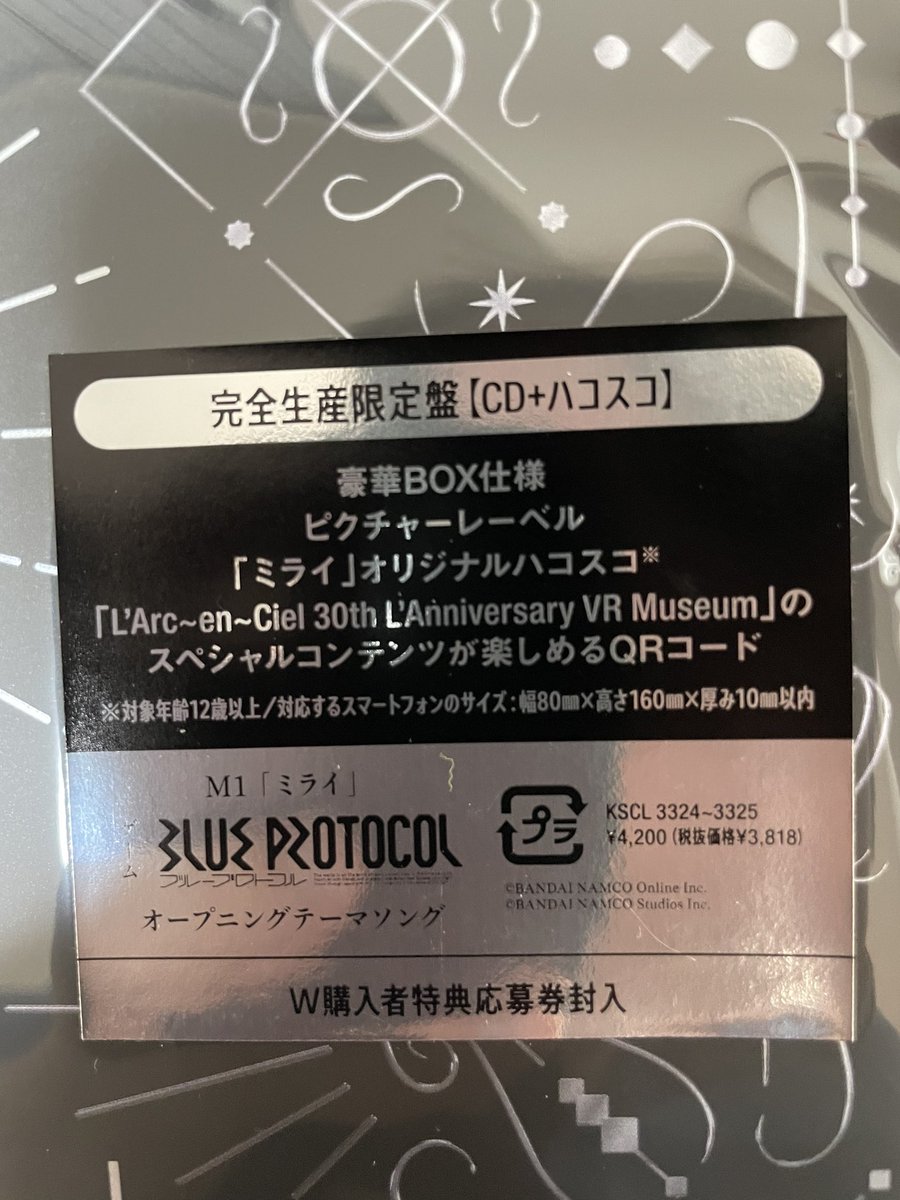 完全生産限定盤【CD+ハコスコ】
豪華BOX仕様
ピクチャーレーベル
「ミライ」オリジナルハコスコ※
「L'Arc~en~Ciel 30th L'Anniversary VR Museum」の
スペシャルコンテンツが楽しめるQRコード
※対象年齢12歳以上/対応するスマートフォンのサイズ:幅80㎜×高さ160㎜×厚み10㎜以内
M1「ミライ」
ゲーム
BLUE PROTOCOL
ブループロトコル
オープニングテーマソング
プラ
KSCL 3324~3325
¥4,200(税抜価格¥3,818)
©BANDAI NAMCO Online Inc.
©BANDAI NAMCO Studios Inc.
W購入者特典応募券封入